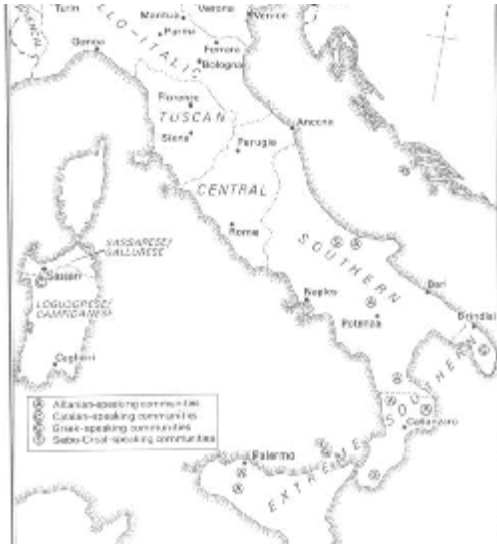 Turin
Mantua
Verona
Venice
Parma
Ferrara
Bologna
Genoa
LO-ITALIC
Florence
TUSCAN
Siena
Ancona
Perugia
CENTRAL
Rome
SASSARESE/
GALLURESE
Sassari
SOUTHERN
LOGUDORESE/
CAMPIDANESE
Naples
Bari
Potenza
Brindisi
Cagliari
Albanian-speaking communities
Catalan-speaking communities
Greek-speaking communities
Serbo-Croat-speaking communities
Catanzaro
Palermo
EXTREME SOUTHERN